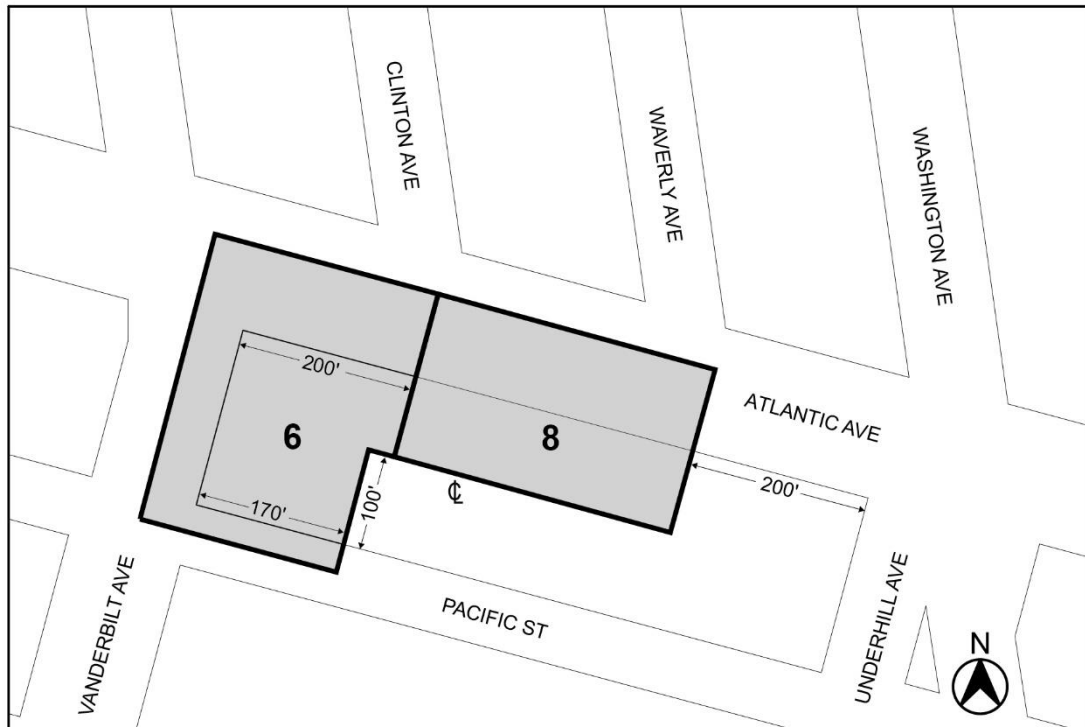 CLINTON AVE
WAVERLY AVE
WASHINGTON AVE
200'
ATLANTIC AVE
6
8
℄
200'
170'
100'
PACIFIC ST
VANDERBILT AVE
UNDERHILL AVE
N